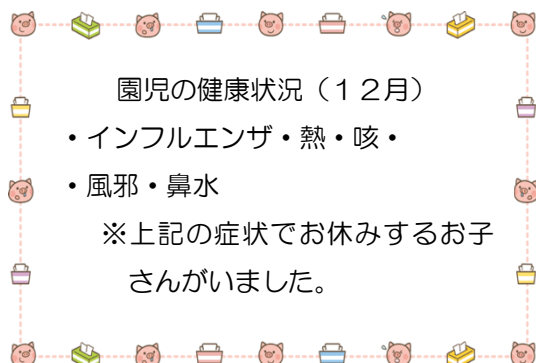 園児の健康状況（１２月）
・インフルエンザ・熱・咳・
・風邪・鼻水
※上記の症状でお休みするお子
さんがいました。